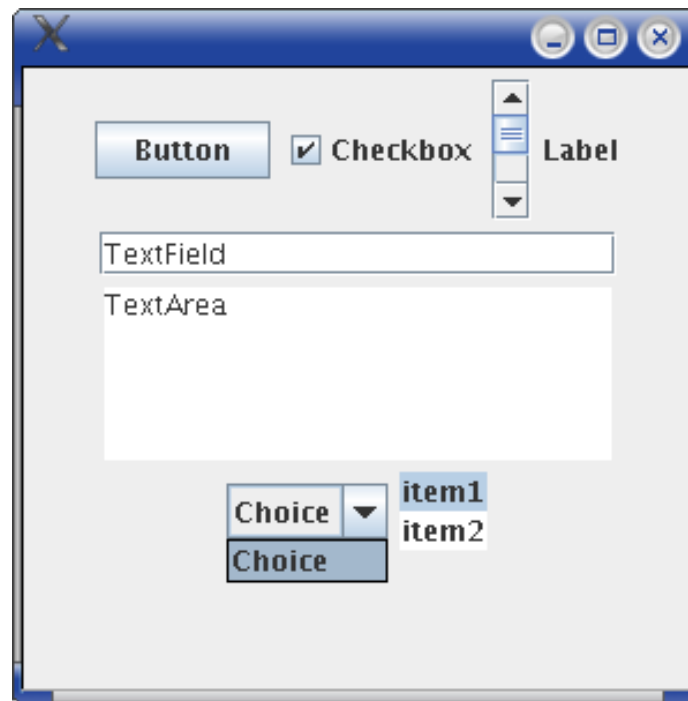 Button Checkbox Label
TextField
TextArea
Choice item1
item2
Choice